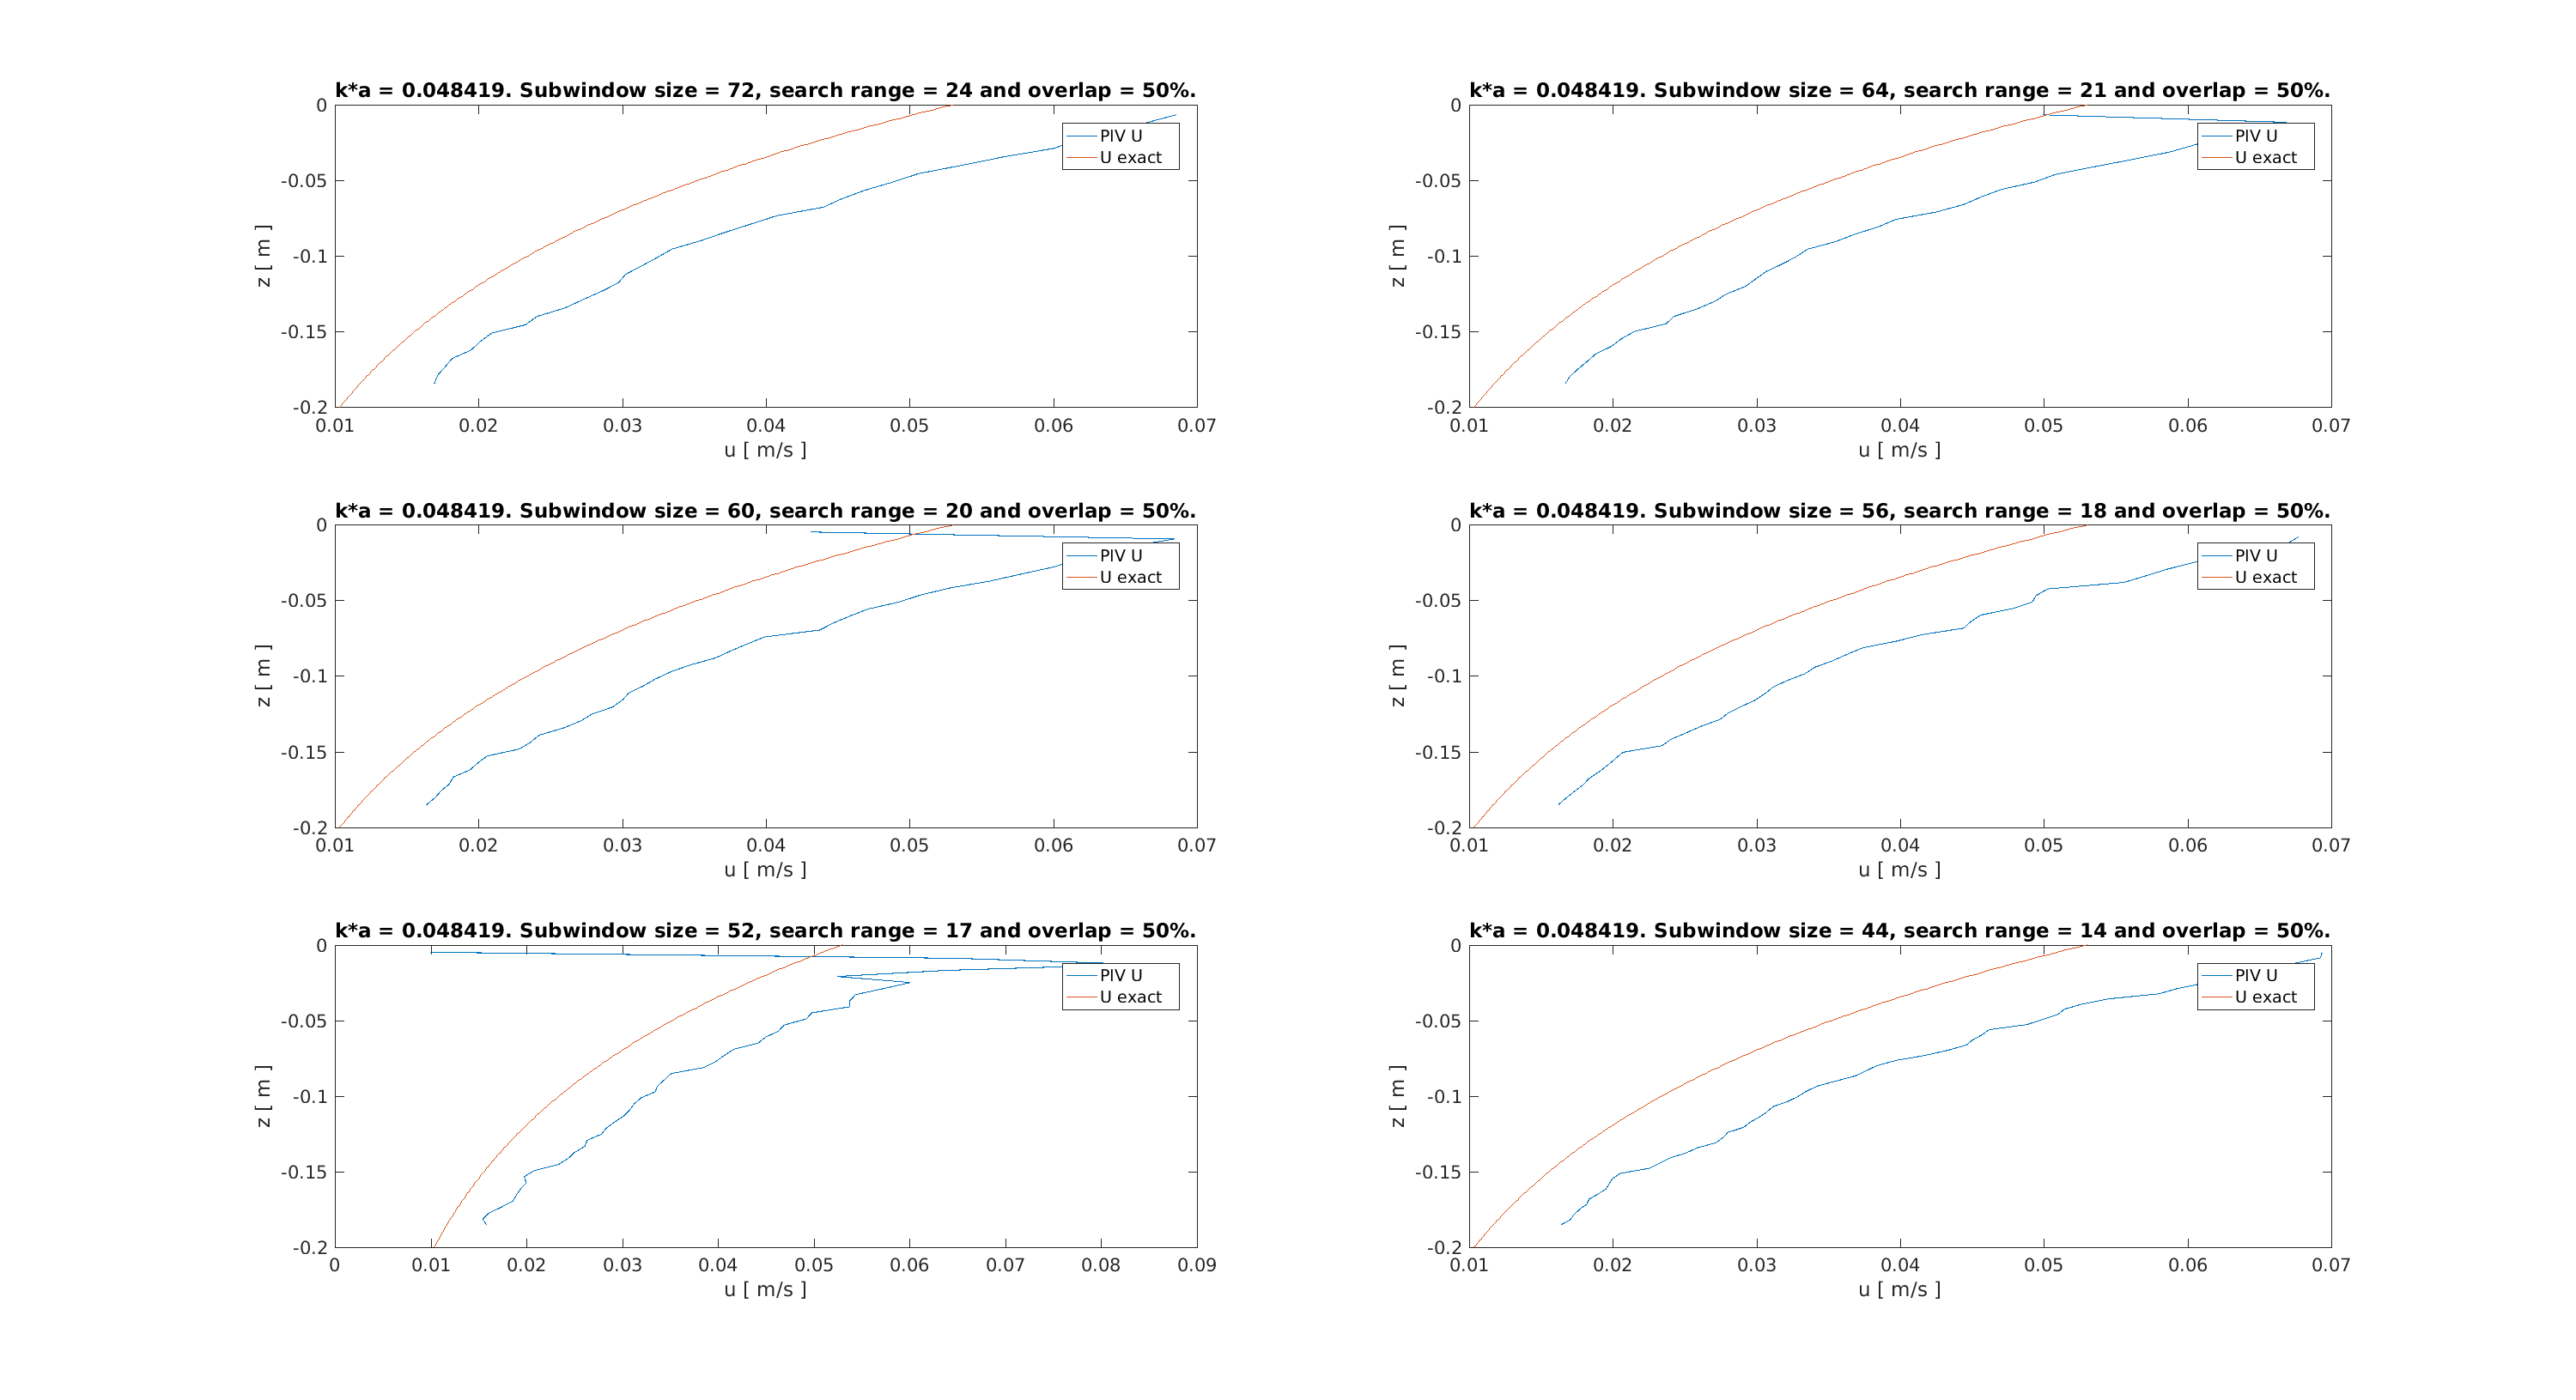 k*a = 0.048419. Subwindow size = 72, search range = 24 and overlap = 50%.
0
-0.05
-0.1
-0.15
-0.2
z [ m ]
PIV U
U exact
0.01 0.02 0.03 0.04 0.05 0.06 0.07
u [ m/s ]
k*a = 0.048419. Subwindow size = 64, search range = 21 and overlap = 50%.
0
-0.05
-0.1
-0.15
-0.2
z [ m ]
PIV U
U exact
0.01 0.02 0.03 0.04 0.05 0.06 0.07
u [ m/s ]
k*a = 0.048419. Subwindow size = 60, search range = 20 and overlap = 50%.
0
-0.05
-0.1
-0.15
-0.2
z [ m ]
PIV U
U exact
0.01 0.02 0.03 0.04 0.05 0.06 0.07
u [ m/s ]
k*a = 0.048419. Subwindow size = 56, search range = 18 and overlap = 50%.
0
-0.05
-0.1
-0.15
-0.2
z [ m ]
PIV U
U exact
0.01 0.02 0.03 0.04 0.05 0.06 0.07
u [ m/s ]
k*a = 0.048419. Subwindow size = 52, search range = 17 and overlap = 50%.
0
-0.05
-0.1
-0.15
-0.2
z [ m ]
PIV U
U exact
0 0.01 0.02 0.03 0.04 0.05 0.06 0.07 0.08 0.09
u [ m/s ]
k*a = 0.048419. Subwindow size = 44, search range = 14 and overlap = 50%.
0
-0.05
-0.1
-0.15
-0.2
z [ m ]
PIV U
U exact
0.01 0.02 0.03 0.04 0.05 0.06 0.07
u [ m/s ]